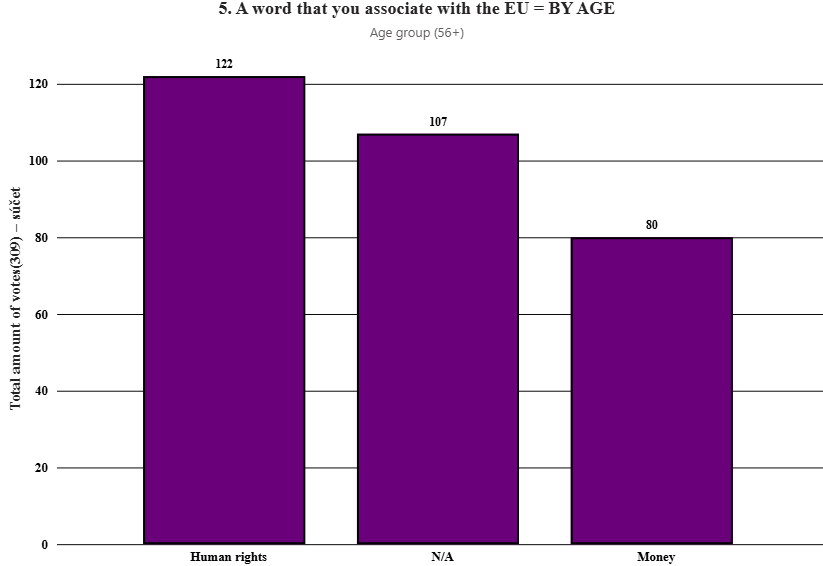 5. A word that you associate with the EU = BY AGE
Age group (56+)
Total amount of votes(309) – súčet
122
107
80
120
100
80
60
40
20
0
Human rights
N/A
Money